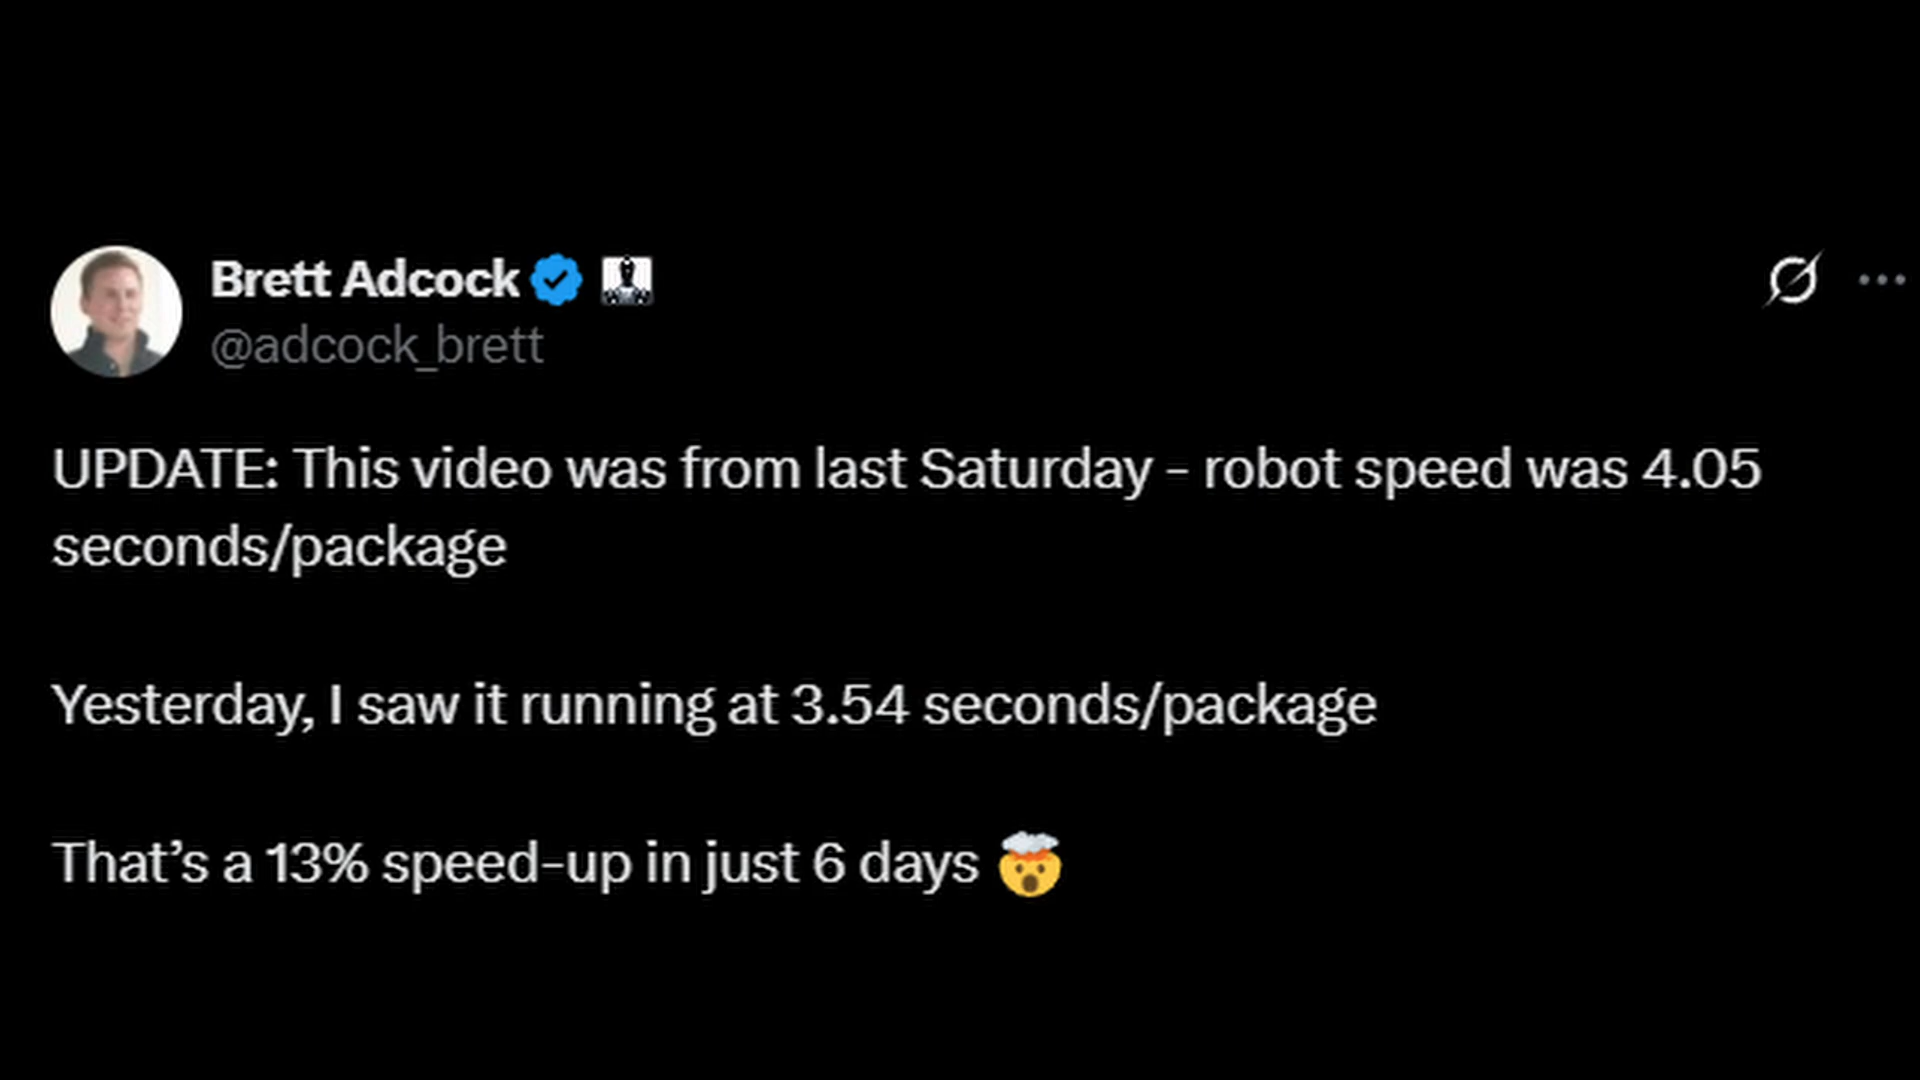 Brett Adcock
@adcock_brett
UPDATE: This video was from last Saturday - robot speed was 4.05
seconds/package
Yesterday, I saw it running at 3.54 seconds/package
That’s a 13% speed-up in just 6 days 🤯